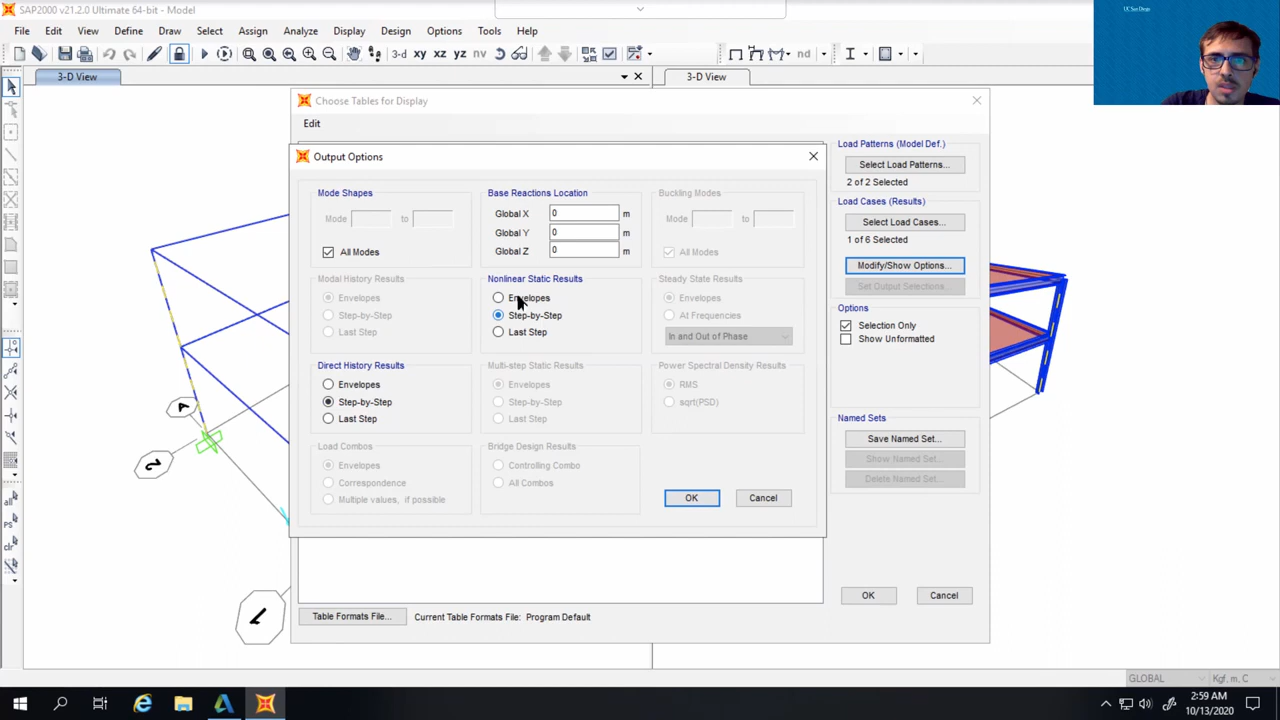 SAP2000 v21.2.0 Ultimate 64-bit - Model
UC San Diego
File Edit View Define Draw Select Assign Analyze Display Design Options Tools Help
3-d xy xz yz nv
nd
3-D View
3-D View
Choose Tables for Display
Edit
Output Options
Mode Shapes
Mode to
All Modes
Base Reactions Location
Global X 0 m
Global Y 0 m
Global Z 0 m
Buckling Modes
Mode to
All Modes
Modal History Results
Envelopes
Step-by-Step
Last Step
Nonlinear Static Results
Envelopes
Step-by-Step
Last Step
Steady State Results
Envelopes
At Frequencies
In and Out of Phase
Direct History Results
Envelopes
Step-by-Step
Last Step
Multi-step Static Results
Envelopes
Step-by-Step
Last Step
Power Spectral Density Results
RMS
sqrt(PSD)
Load Combos
Envelopes
Correspondence
Multiple values, if possible
Bridge Design Results
Controlling Combo
All Combos
OK Cancel
Load Patterns (Model Def.)
Select Load Patterns...
2 of 2 Selected
Load Cases (Results)
Select Load Cases...
1 of 6 Selected
Modify/Show Options...
Set Output Selections...
Options
Selection Only
Show Unformatted
Named Sets
Save Named Set...
Show Named Set...
Delete Named Set...
OK Cancel
Table Formats File... Current Table Formats File: Program Default
all
PS
clr
A
2
1
GLOBAL Kgf, m, C
2:59 AM
10/13/2020